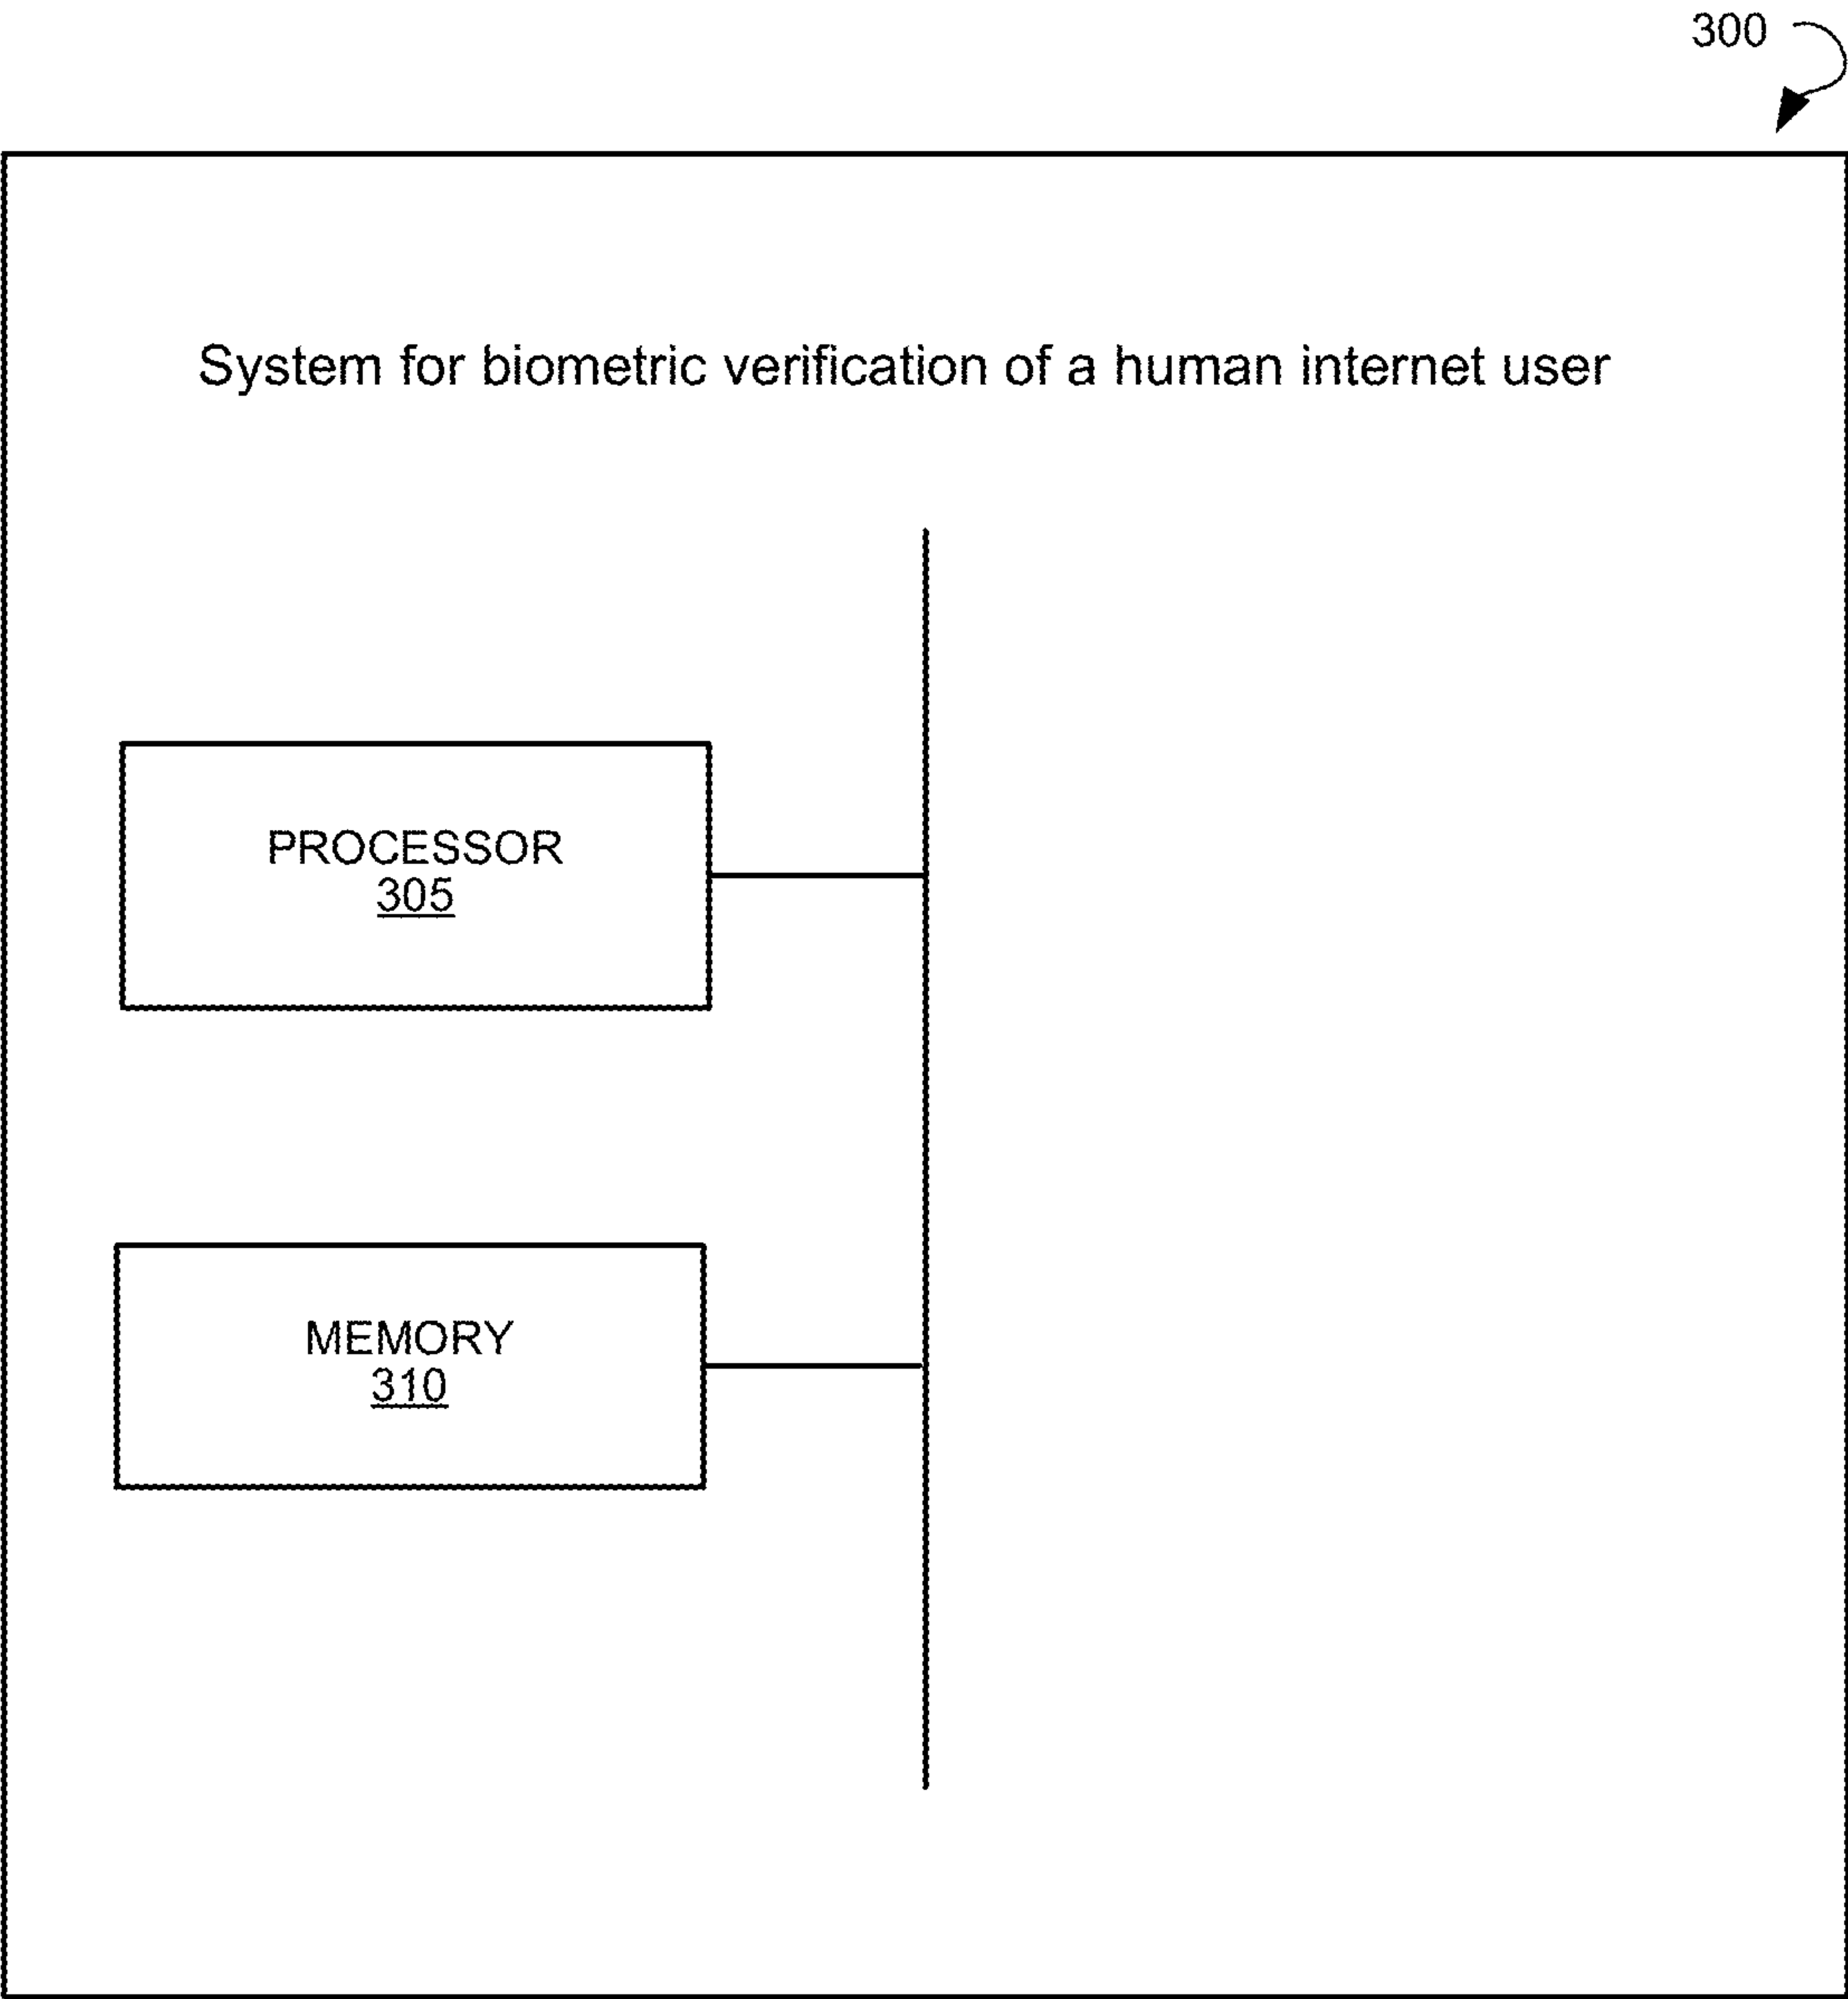 300
System for biometric verification of a human internet user
PROCESSOR
305
MEMORY
310